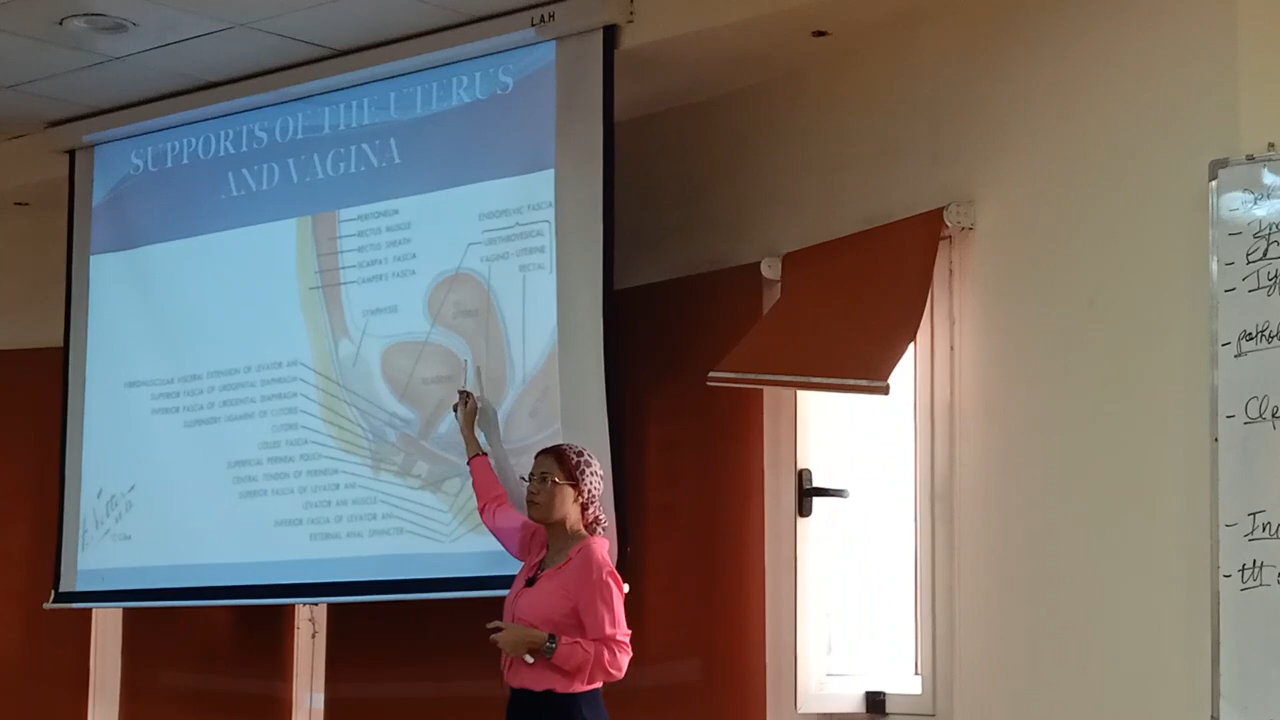 L.A.H
SUPPORTS OF THE UTERUS
AND VAGINA
PERITONEUM
RECTUS MUSCLE
RECTUS SHEATH
SCARPA'S FASCIA
CAMPER'S FASCIA
SYMPHYSIS
ENDOPELVIC FASCIA
URETHROVESICAL
VAGINO-UTERINE
RECTAL
UTERUS
BLADDER
FIBROMUSCULAR VISCERAL EXTENSION OF LEVATOR ANI
SUPERIOR FASCIA OF UROGENITAL DIAPHRAGM
INFERIOR FASCIA OF UROGENITAL DIAPHRAGM
SUSPENSORY LIGAMENT OF CLITORIS
CLITORIS
COLLES' FASCIA
SUPERFICIAL PERINEAL POUCH
CENTRAL TENDON OF PERINEUM
SUPERIOR FASCIA OF LEVATOR ANI
LEVATOR ANI MUSCLE
INFERIOR FASCIA OF LEVATOR ANI
EXTERNAL ANAL SPHINCTER